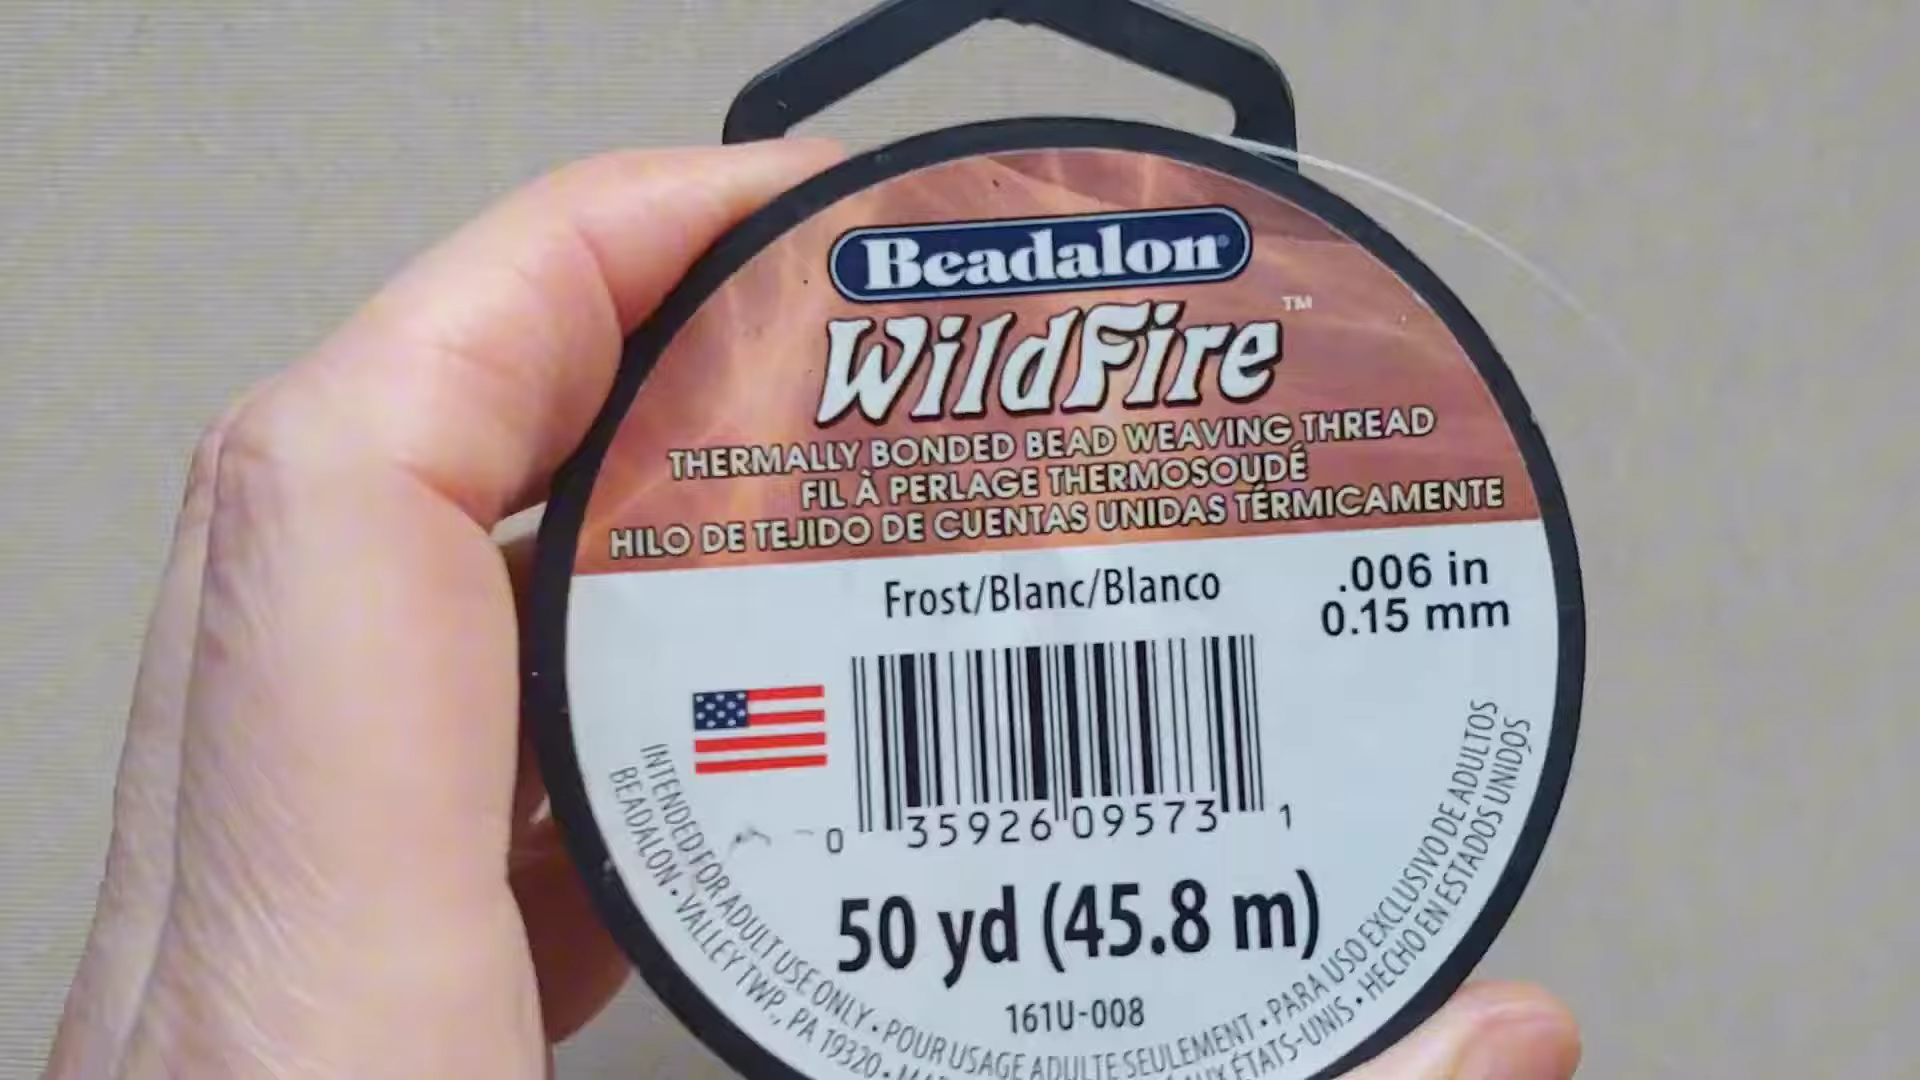 Beadalon®
WildFire™
THERMALLY BONDED BEAD WEAVING THREAD
FIL À PERLAGE THERMOSOUDÉ
HILO DE TEJIDO DE CUENTAS UNIDAS TÉRMICAMENTE
Frost/Blanc/Blanco
.006 in
0.15 mm
0 35926 09573 1
50 yd (45.8 m)
161U-008
INTENDED FOR ADULT USE ONLY • POUR USAGE ADULTE SEULEMENT • PARA USO EXCLUSIVO DE ADULTOS
BEADALON • VALLEY TWP., PA 19320 • AUX ÉTATS-UNIS • HECHO EN ESTADOS UNIDOS